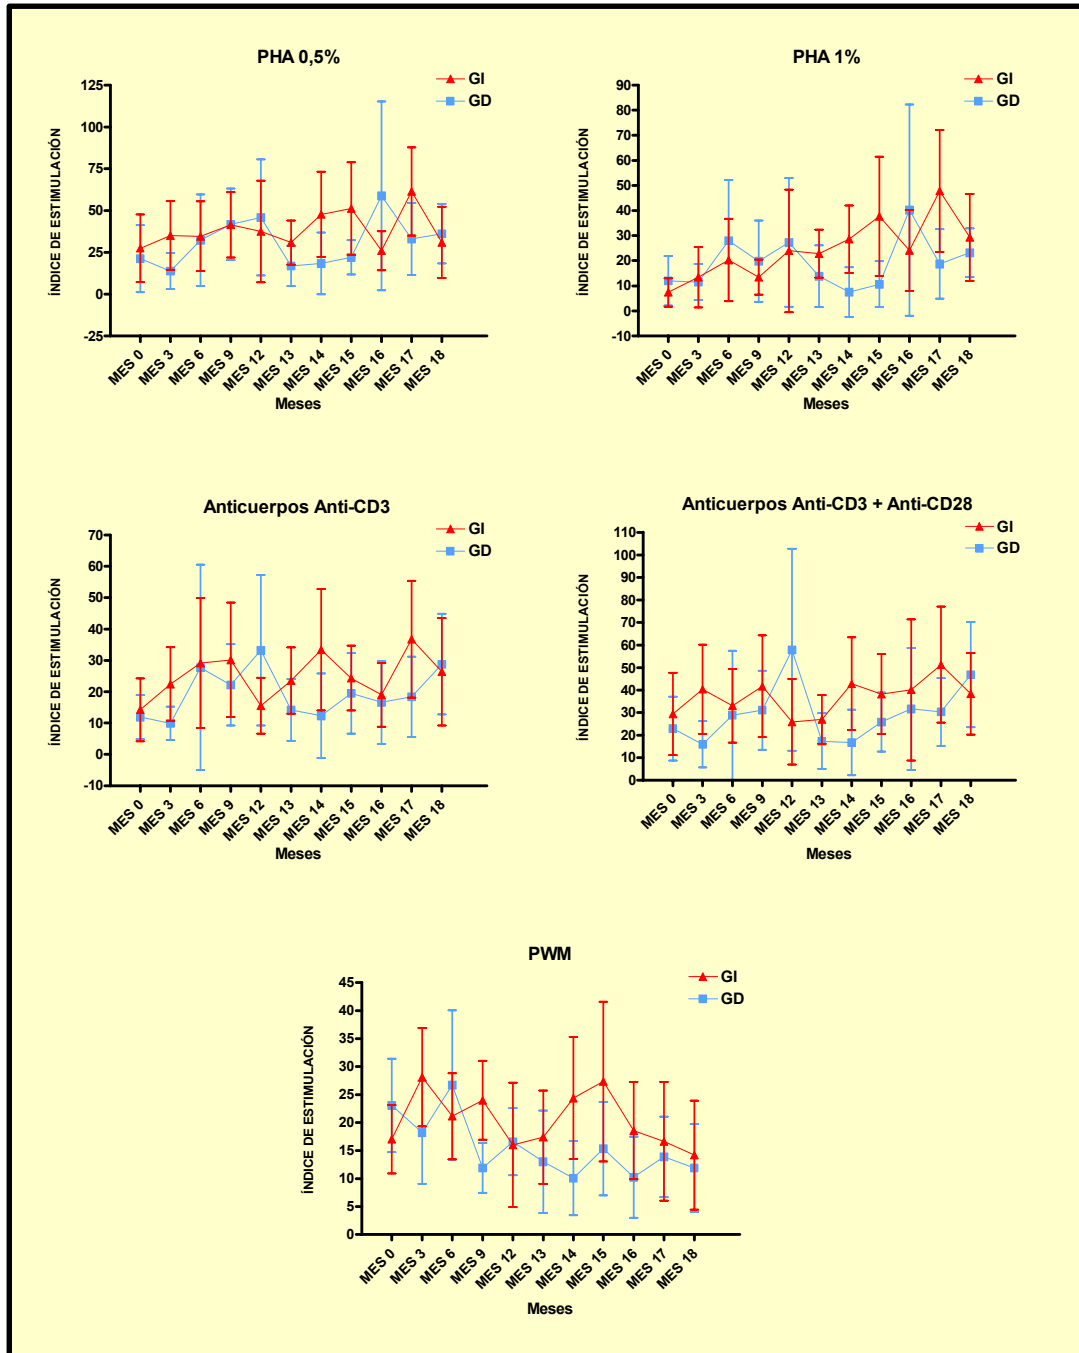 PHA 0,5%
GI
GD
ÍNDICE DE ESTIMULACIÓN
125
100
75
50
25
0
-25
MES 0
MES 3
MES 6
MES 9
MES 12
MES 13
MES 14
MES 15
MES 16
MES 17
MES 18
Meses
PHA 1%
GI
GD
ÍNDICE DE ESTIMULACIÓN
90
80
70
60
50
40
30
20
10
0
-10
MES 0
MES 3
MES 6
MES 9
MES 12
MES 13
MES 14
MES 15
MES 16
MES 17
MES 18
Meses
Anticuerpos Anti-CD3
GI
GD
ÍNDICE DE ESTIMULACIÓN
70
60
50
40
30
20
10
0
-10
MES 0
MES 3
MES 6
MES 9
MES 12
MES 13
MES 14
MES 15
MES 16
MES 17
MES 18
Meses
Anticuerpos Anti-CD3 + Anti-CD28
GI
GD
ÍNDICE DE ESTIMULACIÓN
110
100
90
80
70
60
50
40
30
20
10
0
MES 0
MES 3
MES 6
MES 9
MES 12
MES 13
MES 14
MES 15
MES 16
MES 17
MES 18
Meses
PWM
GI
GD
ÍNDICE DE ESTIMULACIÓN
45
40
35
30
25
20
15
10
5
0
MES 0
MES 3
MES 6
MES 9
MES 12
MES 13
MES 14
MES 15
MES 16
MES 17
MES 18
Meses